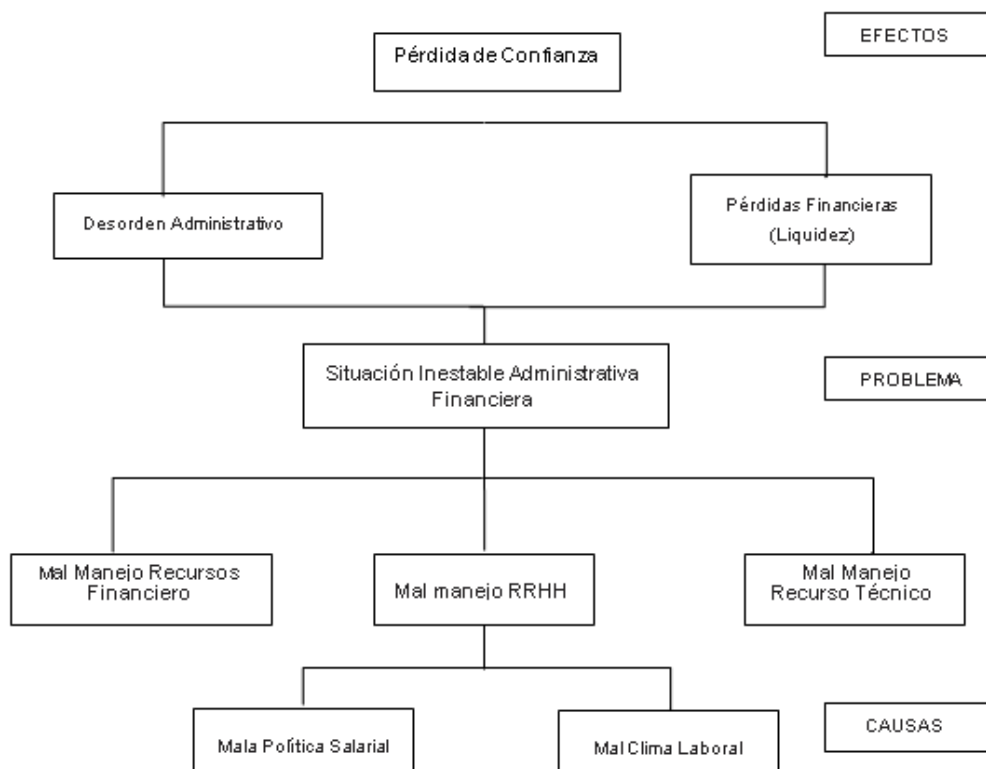 EFECTOS
Pérdida de Confianza
Desorden Administrativo
Pérdidas Financieras
(Liquidez)
Situación Inestable Administrativa
Financiera
PROBLEMA
Mal Manejo Recursos
Financiero
Mal manejo RRHH
Mal Manejo
Recurso Técnico
Mala Política Salarial
Mal Clima Laboral
CAUSAS